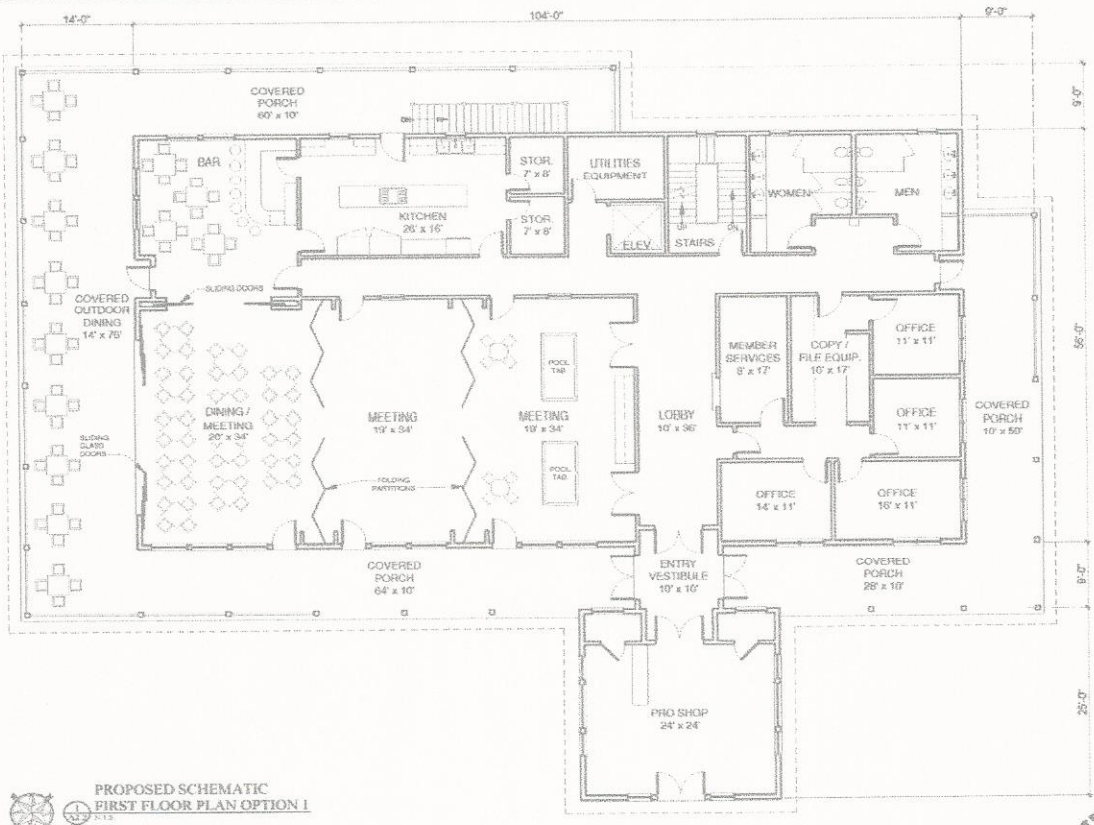 14'-0"
104'-0"
9'-0"
COVERED
PORCH
60' x 10'
9'-0"
BAR
STOR.
7' x 8'
UTILITIES
EQUIPMENT
WOMEN
MEN
KITCHEN
26' x 16'
STOR.
7' x 8'
ELEV.
STAIRS
SLIDING DOORS
COVERED
OUTDOOR
DINING
14' x 76'
MEMBER
SERVICES
8' x 17'
COPY /
FILE EQUIP.
10' x 17'
OFFICE
11' x 11'
56'-0"
POOL
TAB
DINING /
MEETING
20' x 34'
MEETING
19' x 34'
MEETING
19' x 34'
LOBBY
10' x 36'
OFFICE
11' x 11'
COVERED
PORCH
10' x 50'
SLIDING
GLASS
DOORS
FOLDING
PARTITIONS
POOL
TAB
OFFICE
14' x 11'
OFFICE
16' x 11'
COVERED
PORCH
64' x 10'
ENTRY
VESTIBULE
10' x 10'
COVERED
PORCH
28' x 10'
9'-0"
PRO SHOP
24' x 24'
25'-0"
PROPOSED SCHEMATIC
FIRST FLOOR PLAN OPTION 1
1
N.T.S.